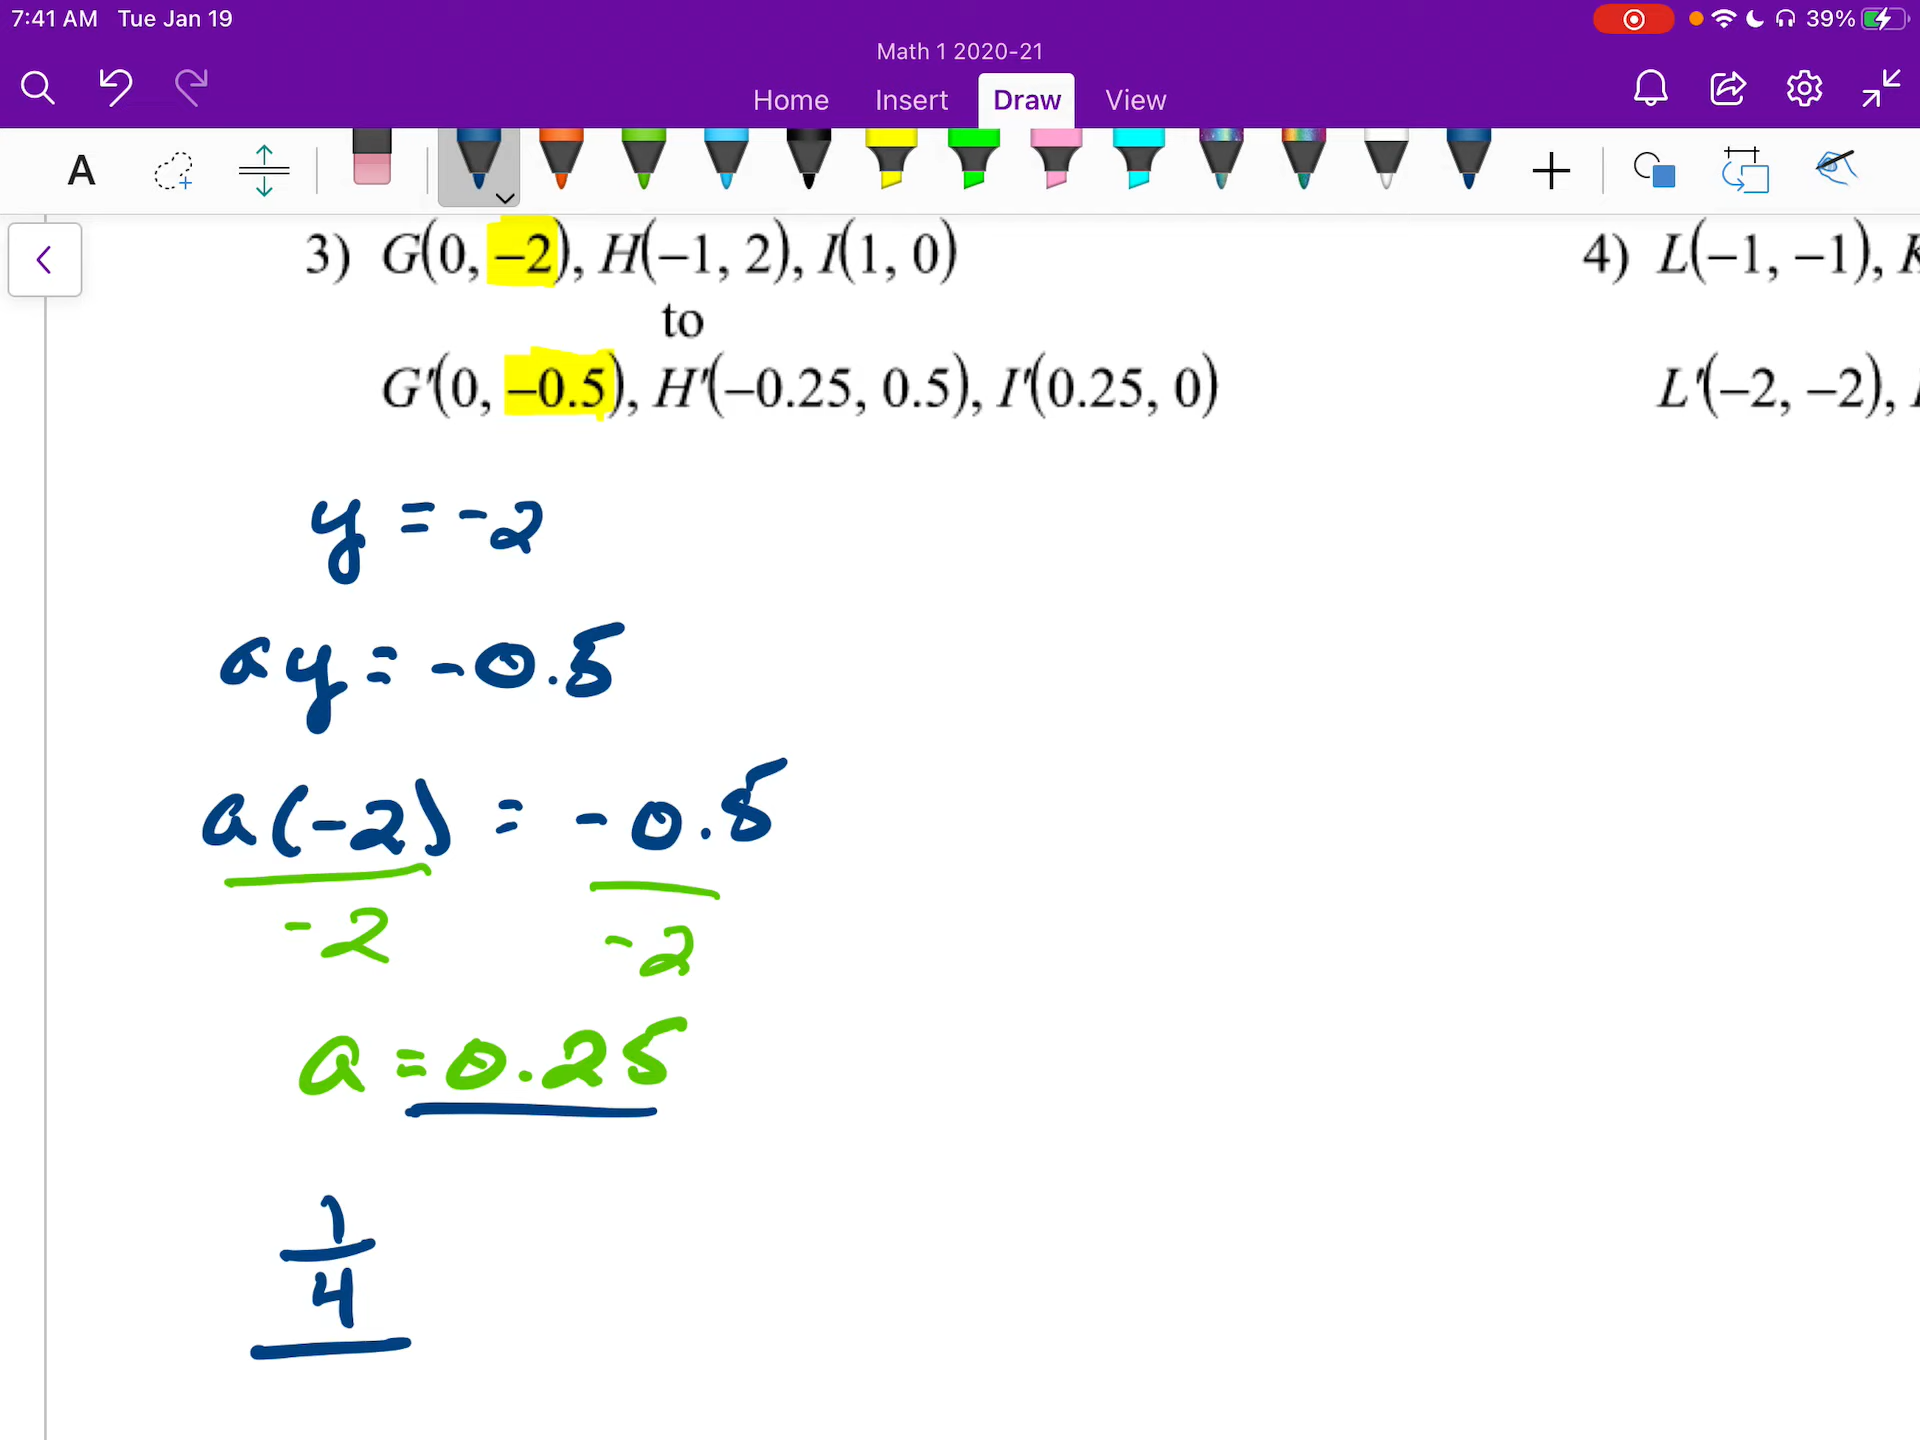 7:41 AM Tue Jan 19 39%
Math 1 2020-21
Home Insert Draw View
A
3) G(0, −2), H(−1, 2), I(1, 0)
to
G′(0, −0.5), H′(−0.25, 0.5), I′(0.25, 0)
4) L(−1, −1),
L′(−2, −2),
y = -2
ay = -0.5
a(-2) = -0.5
-2 -2
a = 0.25
1
4